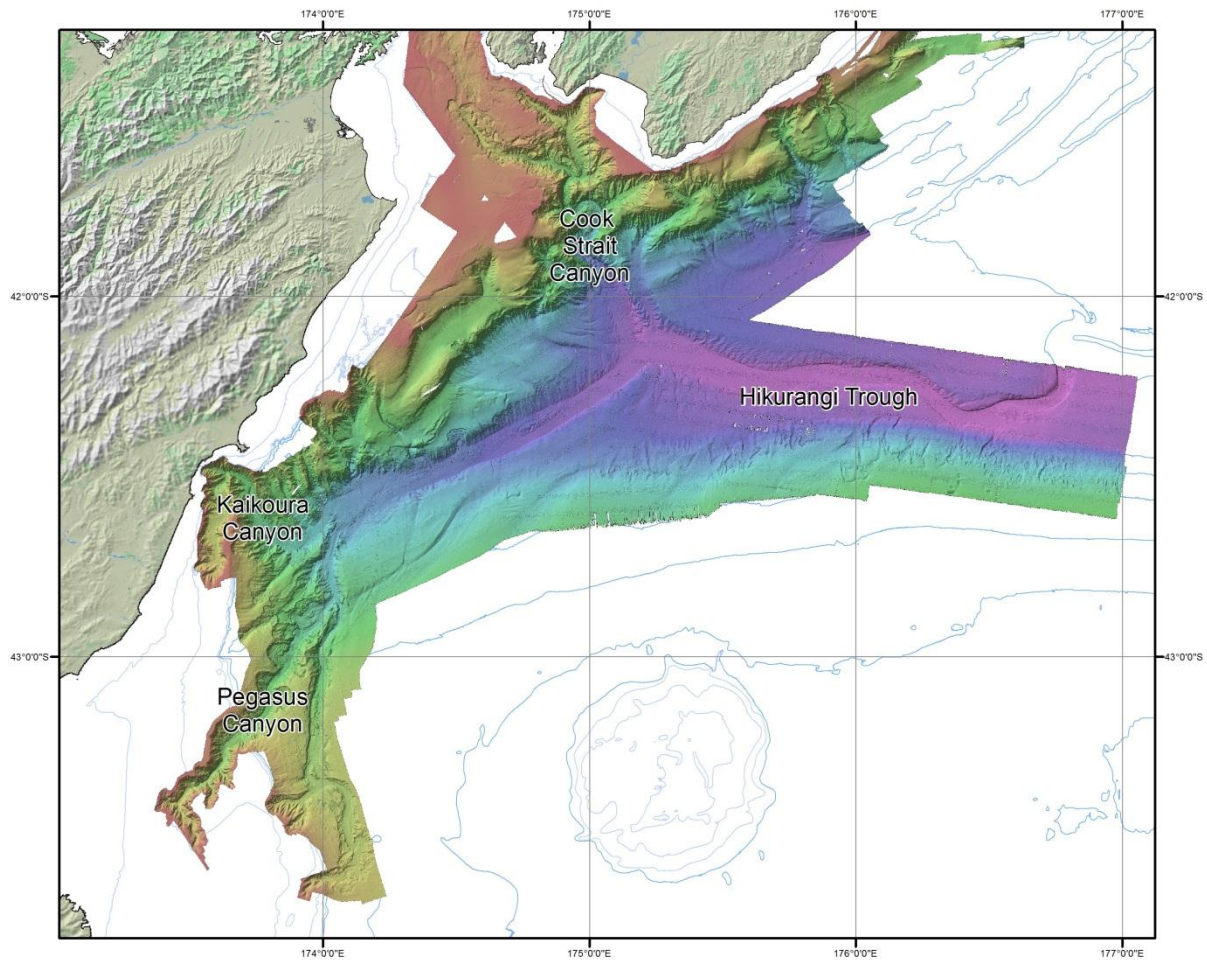 174°0'0"E
175°0'0"E
176°0'0"E
177°0'0"E
Cook
Strait
Canyon
42°0'0"S
42°0'0"S
Hikurangi Trough
Kaikoura
Canyon
43°0'0"S
43°0'0"S
Pegasus
Canyon
174°0'0"E
175°0'0"E
176°0'0"E
177°0'0"E